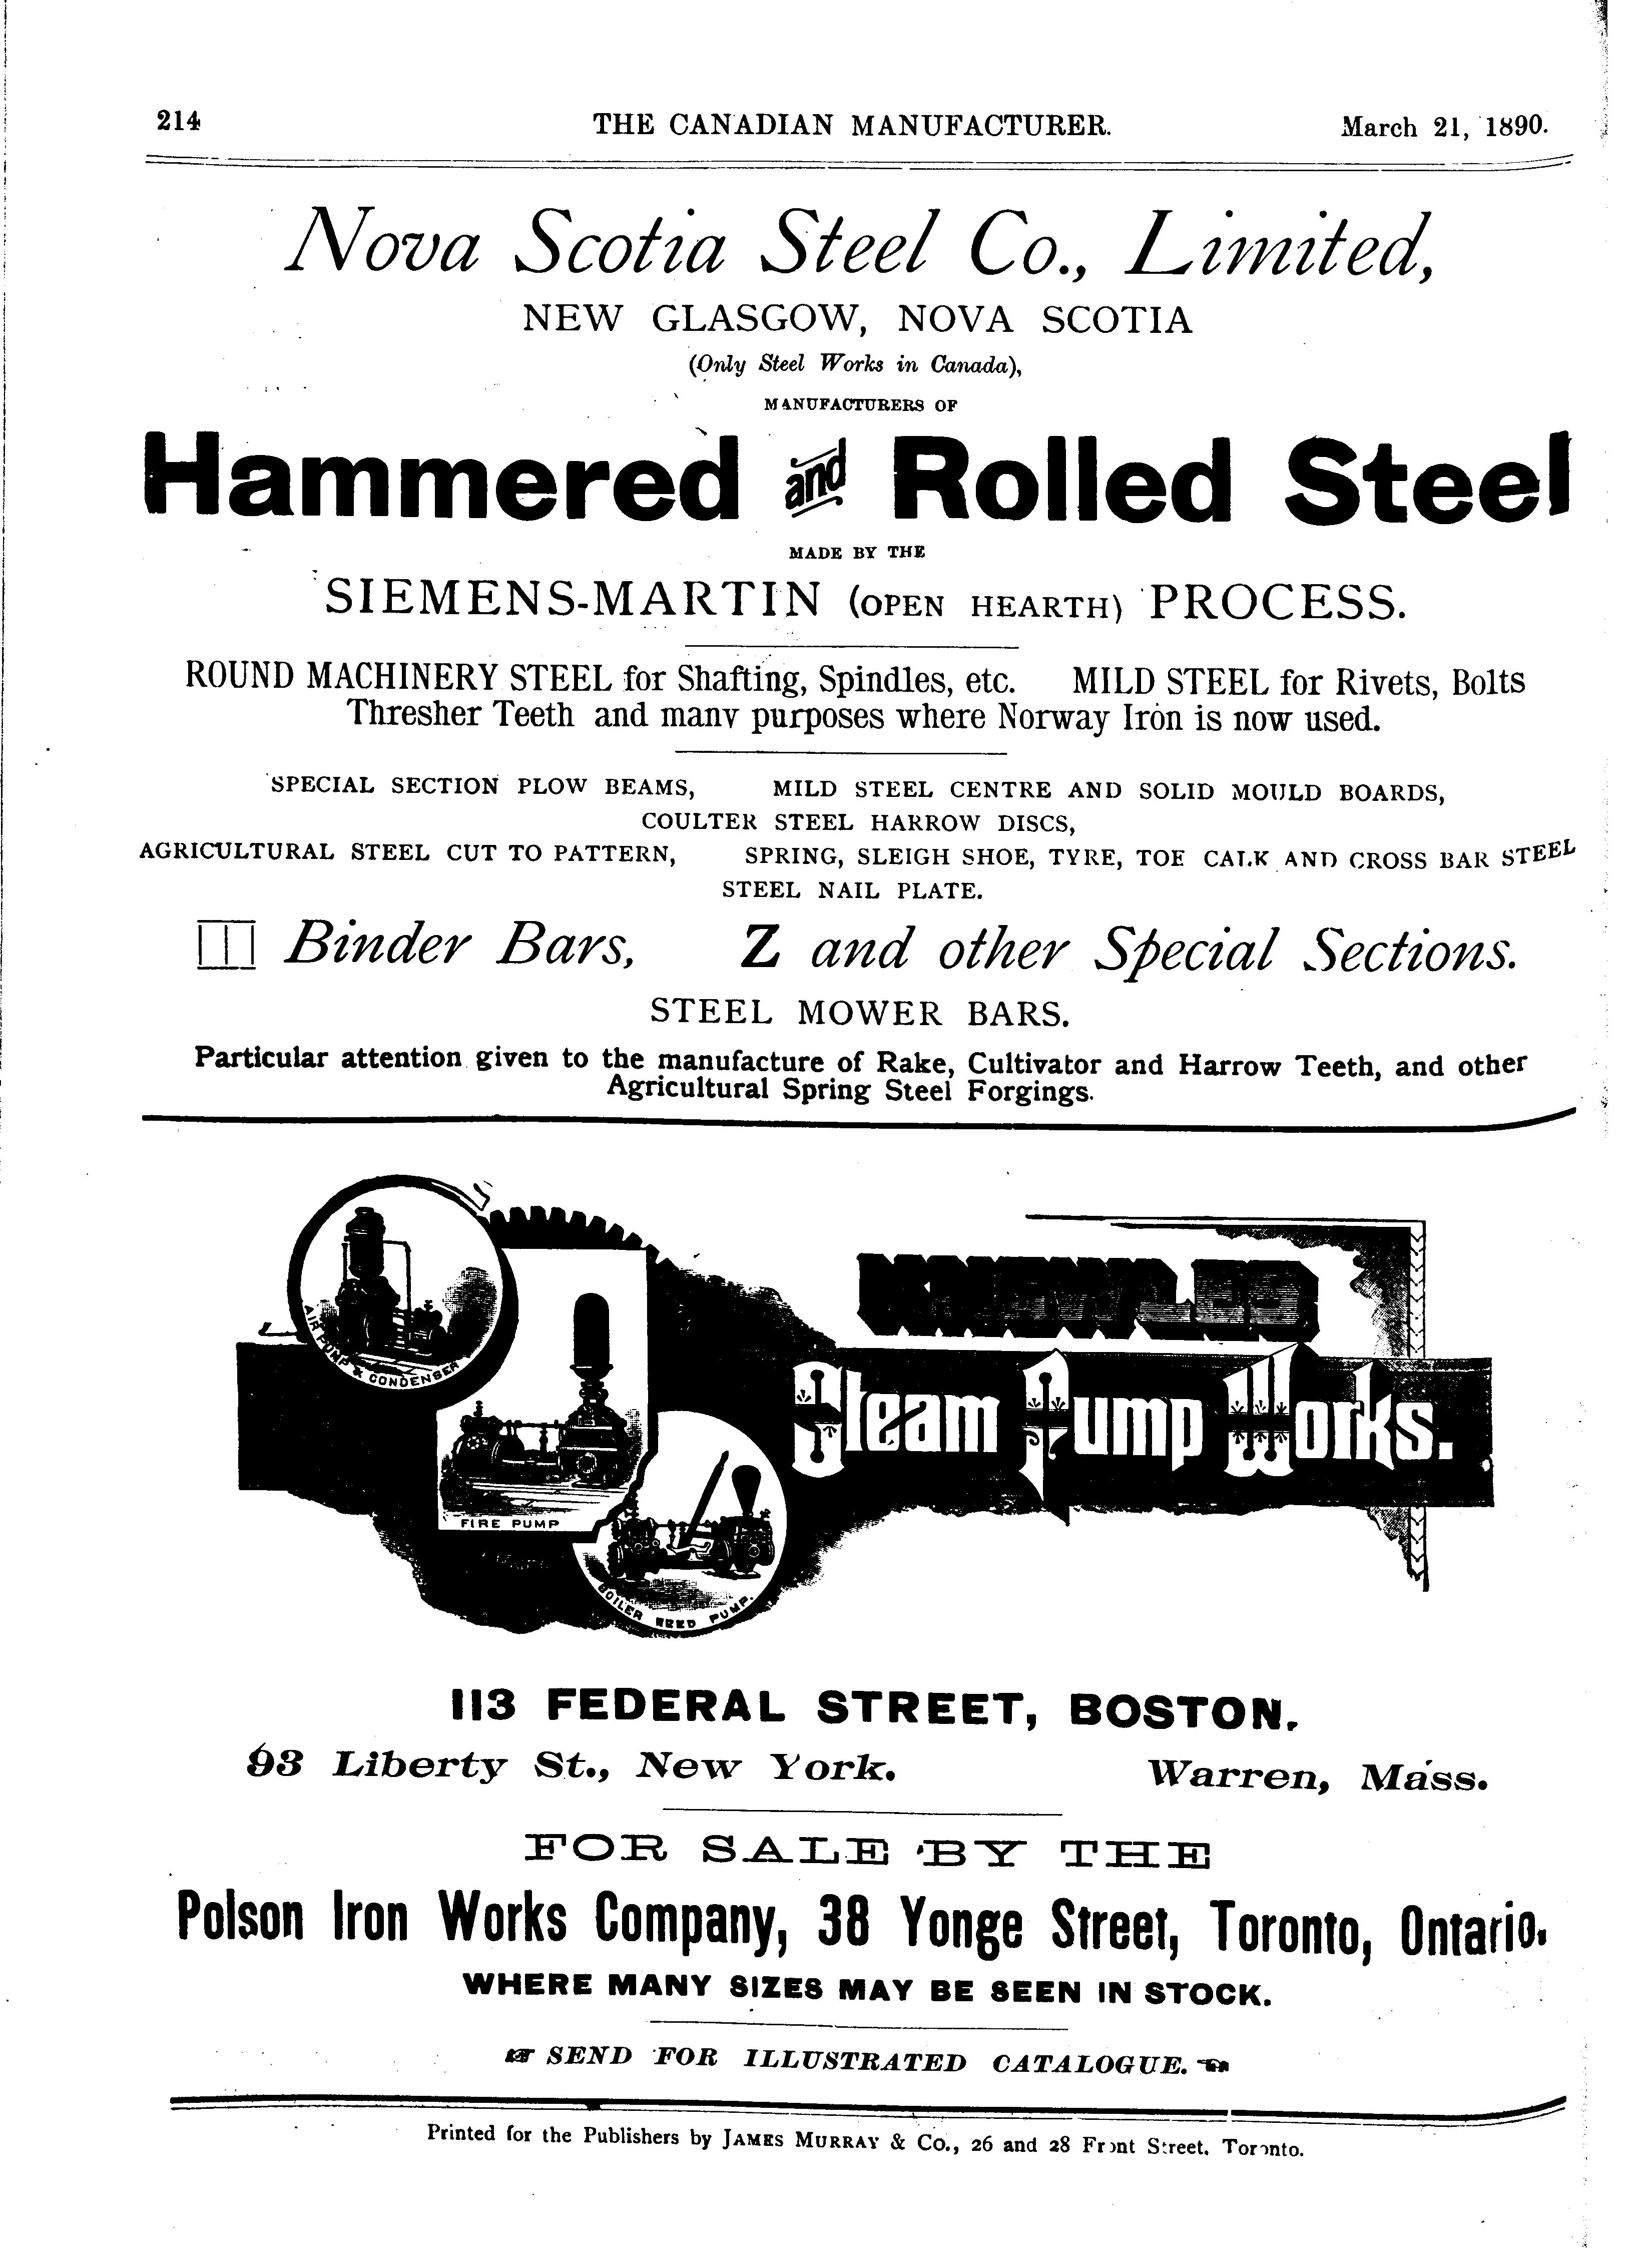 214 THE CANADIAN MANUFACTURER. March 21, 1890.
Nova Scotia Steel Co., Limited,
NEW GLASGOW, NOVA SCOTIA
(Only Steel Works in Canada),
MANUFACTURERS OF
Hammered and Rolled Steel
MADE BY THE
SIEMENS-MARTIN (OPEN HEARTH) PROCESS.
ROUND MACHINERY STEEL for Shafting, Spindles, etc. MILD STEEL for Rivets, Bolts
Thresher Teeth and many purposes where Norway Iron is now used.
SPECIAL SECTION PLOW BEAMS, MILD STEEL CENTRE AND SOLID MOULD BOARDS,
COULTER STEEL HARROW DISCS,
AGRICULTURAL STEEL CUT TO PATTERN, SPRING, SLEIGH SHOE, TYRE, TOE CALK AND CROSS BAR STEEL
STEEL NAIL PLATE.
Binder Bars, Z and other Special Sections.
STEEL MOWER BARS.
Particular attention given to the manufacture of Rake, Cultivator and Harrow Teeth, and other
Agricultural Spring Steel Forgings.
AIR PUMP & CONDENSER
Steam Pump Works.
FIRE PUMP
BOILER FEED PUMP.
113 FEDERAL STREET, BOSTON.
93 Liberty St., New York. Warren, Mass.
FOR SALE BY THE
Polson Iron Works Company, 38 Yonge Street, Toronto, Ontario.
WHERE MANY SIZES MAY BE SEEN IN STOCK.
☞ SEND FOR ILLUSTRATED CATALOGUE. ☜
Printed for the Publishers by JAMES MURRAY & Co., 26 and 28 Front Street, Toronto.